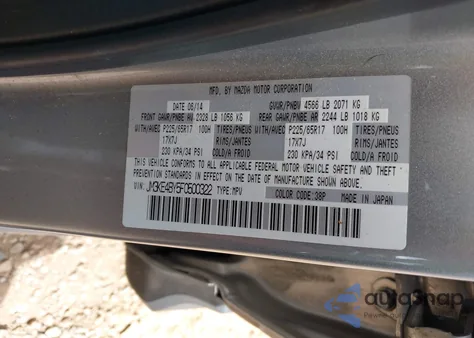 MFG. BY MAZDA MOTOR CORPORATION
DATE 06/14 GVWR/PNBV 4566 LB 2071 KG
FRONT GAWR/PNBE AV 2328 LB 1056 KG REAR GAWR/PNBE AR 2244 LB 1018 KG
WITH/AVEC P225/65R17 100H TIRES/PNEUS WITH/AVEC P225/65R17 100H TIRES/PNEUS
17X7J RIMS/JANTES 17X7J RIMS/JANTES
230 KPA/34 PSI COLD/A FROID 230 KPA/34 PSI COLD/A FROID
THIS VEHICLE CONFORMS TO ALL APPLICABLE FEDERAL MOTOR VEHICLE SAFETY AND THEFT
PREVENTION STANDARDS IN EFFECT ON THE DATE OF MANUFACTURE SHOWN ABOVE.
VIN: JM3KE4BY5F0500322 TYPE:MPV COLOR CODE:38P
MADE IN JAPAN
autosnap